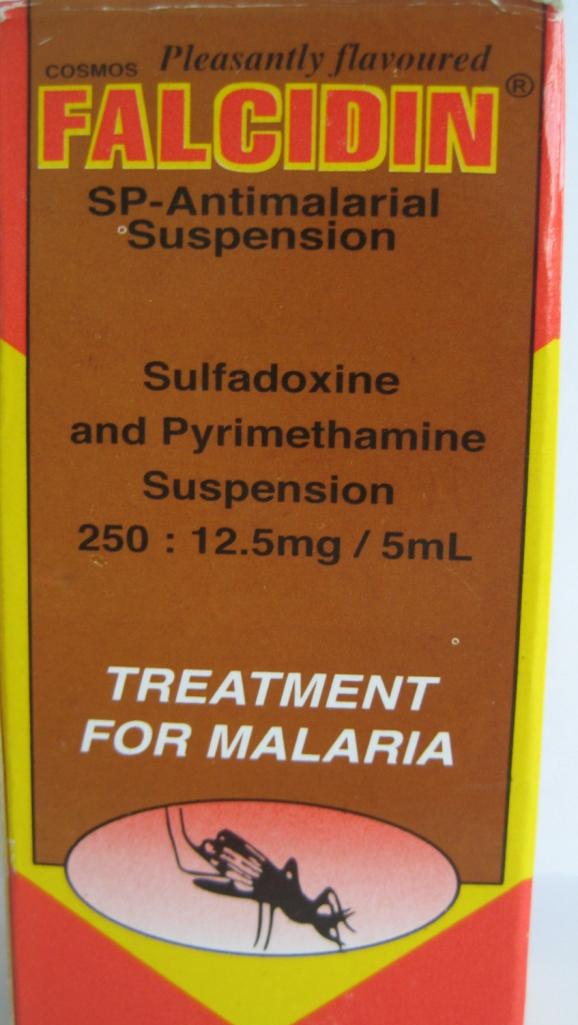 Pleasantly flavoured
COSMOS
FALCIDIN®
SP-Antimalarial
Suspension
Sulfadoxine
and Pyrimethamine
Suspension
250 : 12.5mg / 5mL
TREATMENT
FOR MALARIA